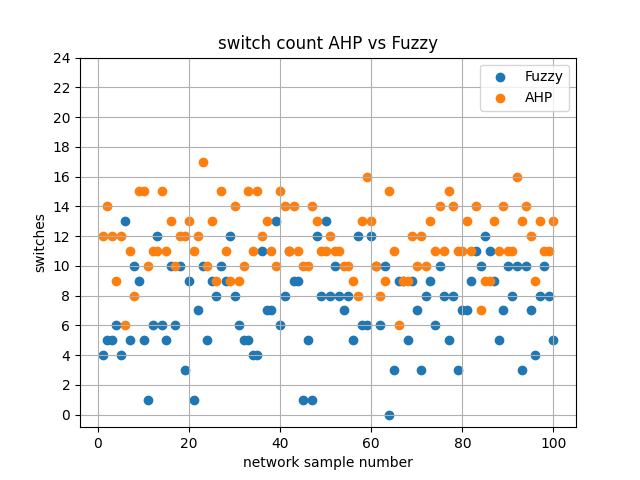 switch count AHP vs Fuzzy
24
22
20
18
16
14
12
10
8
6
4
2
0
switches
Fuzzy
AHP
0 20 40 60 80 100
network sample number